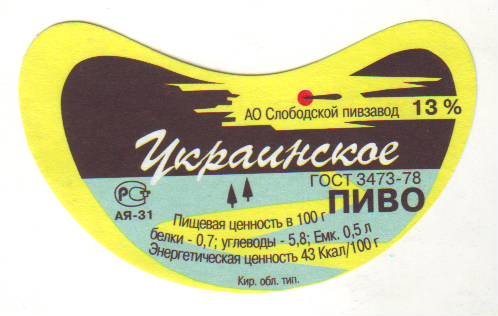 АО Слободской пивзавод 13 %
Украинское
ГОСТ 3473-78
ПИВО
РСТ
АЯ-31
Пищевая ценность в 100 г
белки - 0,7; углеводы - 5,8; Емк. 0,5 л
Энергетическая ценность 43 Ккал/100 г
Кир. обл. тип.